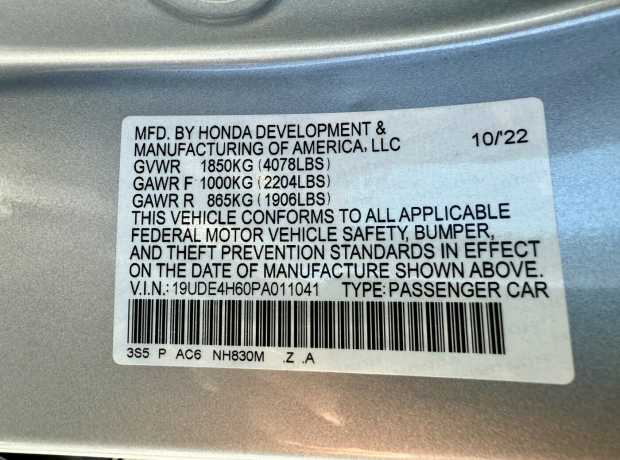 MFD. BY HONDA DEVELOPMENT &
MANUFACTURING OF AMERICA, LLC 10/'22
GVWR 1850KG (4078LBS)
GAWR F 1000KG (2204LBS)
GAWR R 865KG (1906LBS)
THIS VEHICLE CONFORMS TO ALL APPLICABLE
FEDERAL MOTOR VEHICLE SAFETY, BUMPER,
AND THEFT PREVENTION STANDARDS IN EFFECT
ON THE DATE OF MANUFACTURE SHOWN ABOVE.
V.I.N.: 19UDE4H60PA011041 TYPE: PASSENGER CAR
3S5 P AC6 NH830M .Z .A